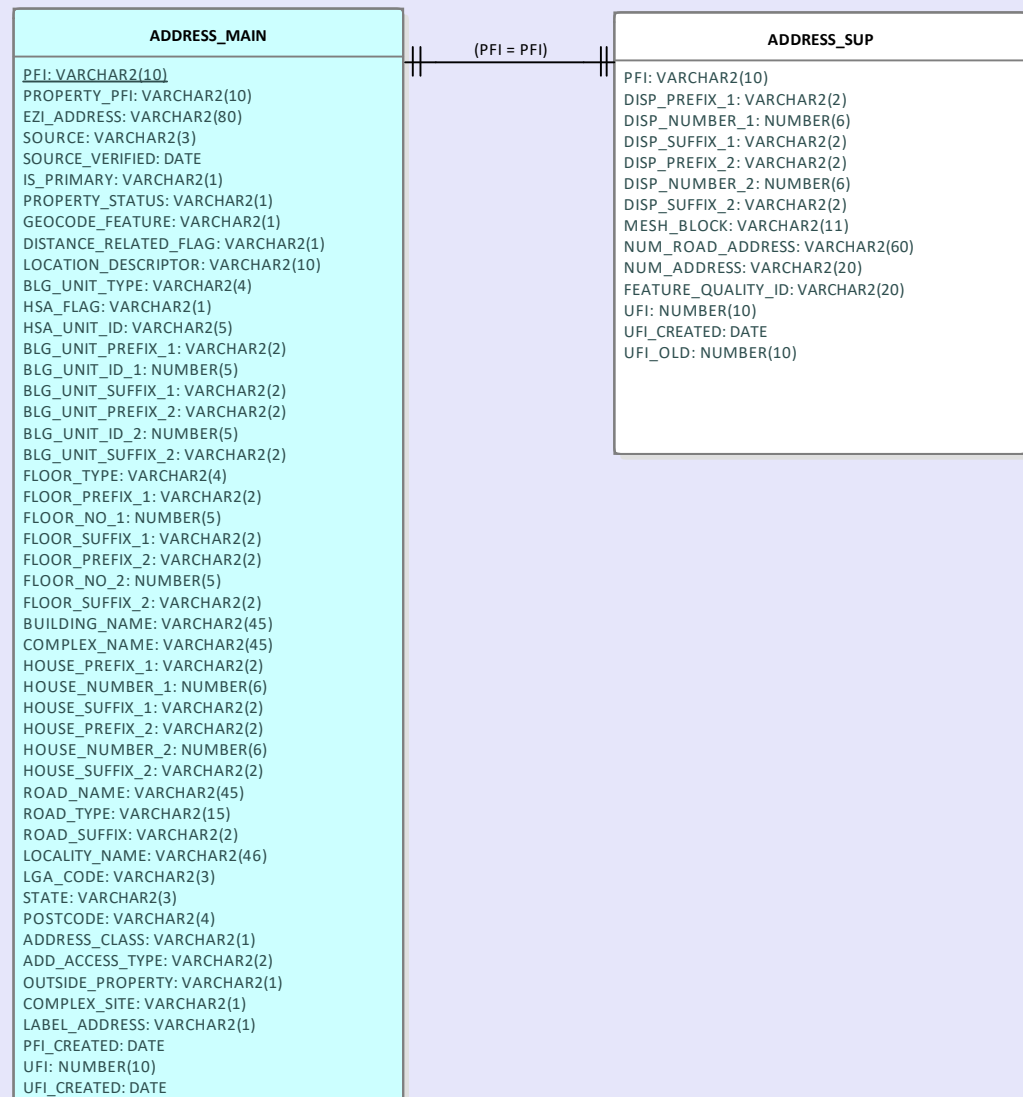 ADDRESS_MAIN
PFI: VARCHAR2(10)
PROPERTY_PFI: VARCHAR2(10)
EZI_ADDRESS: VARCHAR2(80)
SOURCE: VARCHAR2(3)
SOURCE_VERIFIED: DATE
IS_PRIMARY: VARCHAR2(1)
PROPERTY_STATUS: VARCHAR2(1)
GEOCODE_FEATURE: VARCHAR2(1)
DISTANCE_RELATED_FLAG: VARCHAR2(1)
LOCATION_DESCRIPTOR: VARCHAR2(10)
BLG_UNIT_TYPE: VARCHAR2(4)
HSA_FLAG: VARCHAR2(1)
HSA_UNIT_ID: VARCHAR2(5)
BLG_UNIT_PREFIX_1: VARCHAR2(2)
BLG_UNIT_ID_1: NUMBER(5)
BLG_UNIT_SUFFIX_1: VARCHAR2(2)
BLG_UNIT_PREFIX_2: VARCHAR2(2)
BLG_UNIT_ID_2: NUMBER(5)
BLG_UNIT_SUFFIX_2: VARCHAR2(2)
FLOOR_TYPE: VARCHAR2(4)
FLOOR_PREFIX_1: VARCHAR2(2)
FLOOR_NO_1: NUMBER(5)
FLOOR_SUFFIX_1: VARCHAR2(2)
FLOOR_PREFIX_2: VARCHAR2(2)
FLOOR_NO_2: NUMBER(5)
FLOOR_SUFFIX_2: VARCHAR2(2)
BUILDING_NAME: VARCHAR2(45)
COMPLEX_NAME: VARCHAR2(45)
HOUSE_PREFIX_1: VARCHAR2(2)
HOUSE_NUMBER_1: NUMBER(6)
HOUSE_SUFFIX_1: VARCHAR2(2)
HOUSE_PREFIX_2: VARCHAR2(2)
HOUSE_NUMBER_2: NUMBER(6)
HOUSE_SUFFIX_2: VARCHAR2(2)
ROAD_NAME: VARCHAR2(45)
ROAD_TYPE: VARCHAR2(15)
ROAD_SUFFIX: VARCHAR2(2)
LOCALITY_NAME: VARCHAR2(46)
LGA_CODE: VARCHAR2(3)
STATE: VARCHAR2(3)
POSTCODE: VARCHAR2(4)
ADDRESS_CLASS: VARCHAR2(1)
ADD_ACCESS_TYPE: VARCHAR2(2)
OUTSIDE_PROPERTY: VARCHAR2(1)
COMPLEX_SITE: VARCHAR2(1)
LABEL_ADDRESS: VARCHAR2(1)
PFI_CREATED: DATE
UFI: NUMBER(10)
UFI_CREATED: DATE
(PFI = PFI)
ADDRESS_SUP
PFI: VARCHAR2(10)
DISP_PREFIX_1: VARCHAR2(2)
DISP_NUMBER_1: NUMBER(6)
DISP_SUFFIX_1: VARCHAR2(2)
DISP_PREFIX_2: VARCHAR2(2)
DISP_NUMBER_2: NUMBER(6)
DISP_SUFFIX_2: VARCHAR2(2)
MESH_BLOCK: VARCHAR2(11)
NUM_ROAD_ADDRESS: VARCHAR2(60)
NUM_ADDRESS: VARCHAR2(20)
FEATURE_QUALITY_ID: VARCHAR2(20)
UFI: NUMBER(10)
UFI_CREATED: DATE
UFI_OLD: NUMBER(10)